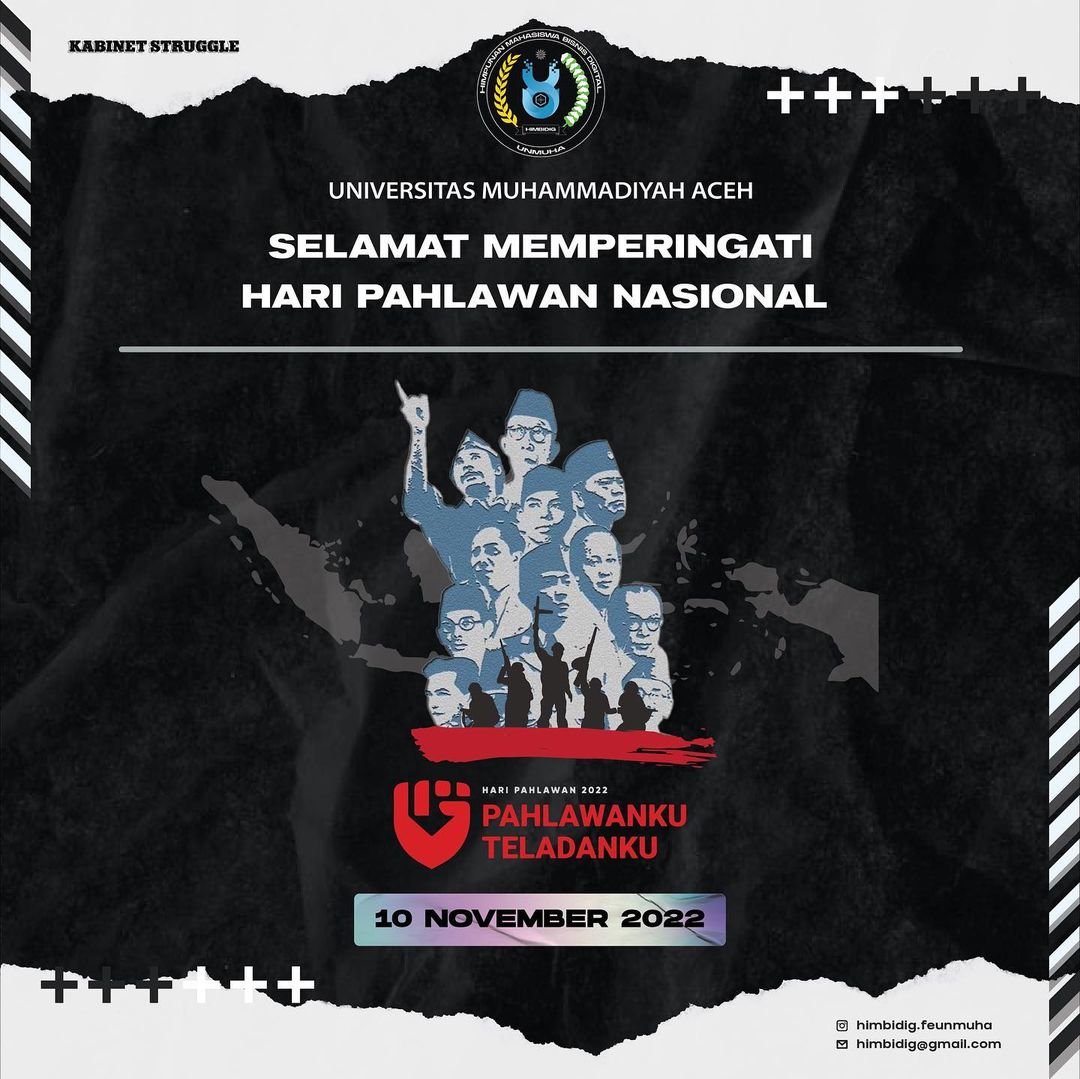 KABINET STRUGGLE
HIMPUNAN MAHASISWA BISNIS DIGITAL
HIMBIDIG
UNMUHA
UNIVERSITAS MUHAMMADIYAH ACEH
SELAMAT MEMPERINGATI
HARI PAHLAWAN NASIONAL
HARI PAHLAWAN 2022
PAHLAWANKU
TELADANKU
10 NOVEMBER 2022
himbidig.feunmuha
himbidig@gmail.com